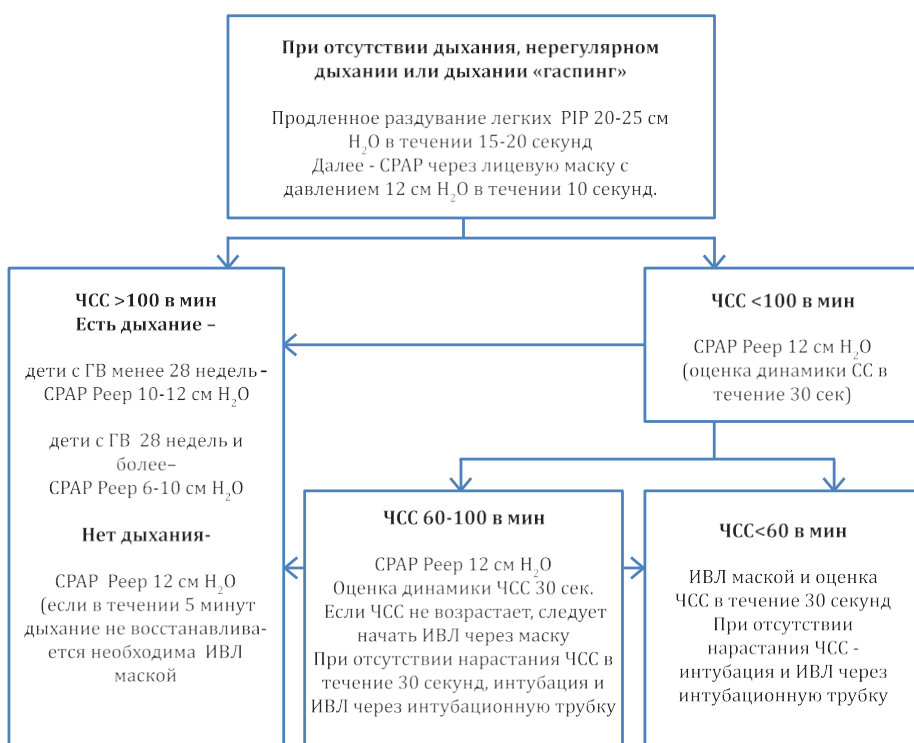 При отсутствии дыхания, нерегулярном
дыхании или дыхании «гаспинг»
Продленное раздувание легких PIP 20-25 см
H₂O в течении 15-20 секунд
Далее - СРАР через лицевую маску с
давлением 12 см H₂O в течении 10 секунд.
ЧСС >100 в мин
Есть дыхание –
дети с ГВ менее 28 недель -
СРАР Peep 10-12 см H₂O
дети с ГВ 28 недель и
более–
СРАР Peep 6-10 см H₂O
Нет дыхания-
СРАР Peep 12 см H₂O
(если в течении 5 минут
дыхание не восстанавлива-
ется необходима ИВЛ
маской
ЧСС <100 в мин
СРАР Peep 12 см H₂O
(оценка динамики СС в
течение 30 сек)
ЧСС 60-100 в мин
СРАР Peep 12 см H₂O
Оценка динамики ЧСС 30 сек.
Если ЧСС не возрастает, следует
начать ИВЛ через маску
При отсутствии нарастания ЧСС в
течение 30 секунд, интубация и
ИВЛ через интубационную трубку
ЧСС<60 в мин
ИВЛ маской и оценка
ЧСС в течение 30 секунд
При отсутствии
нарастания ЧСС -
интубация и ИВЛ через
интубационную трубку